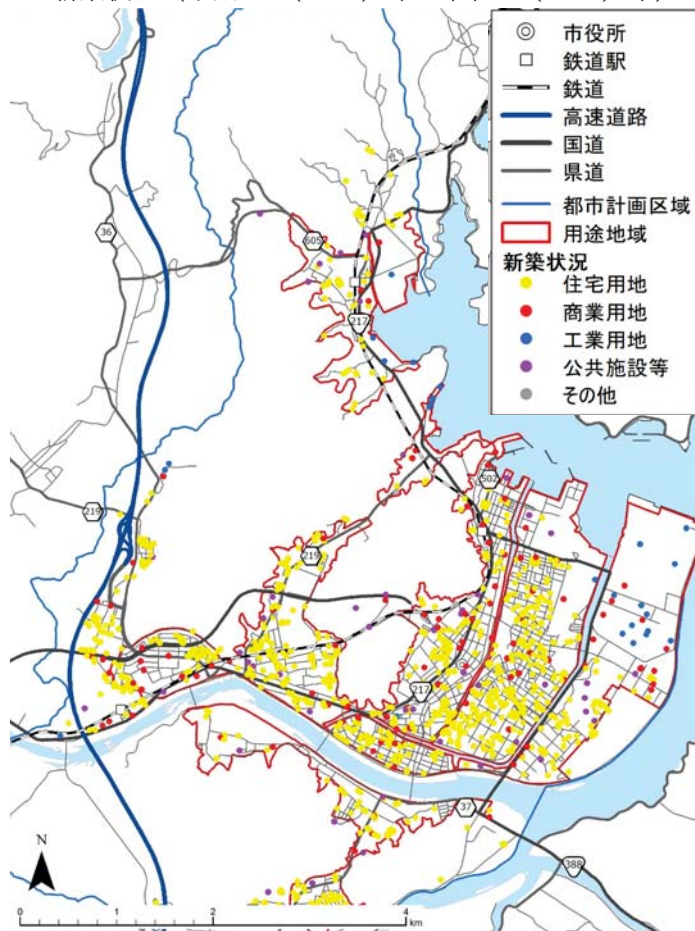 市役所
鉄道駅
鉄道
高速道路
国道
県道
都市計画区域
用途地域
新築状況
住宅用地
商業用地
工業用地
公共施設等
その他
36
605
217
502
219
219
217
37
388
N
0 1 2 4
km